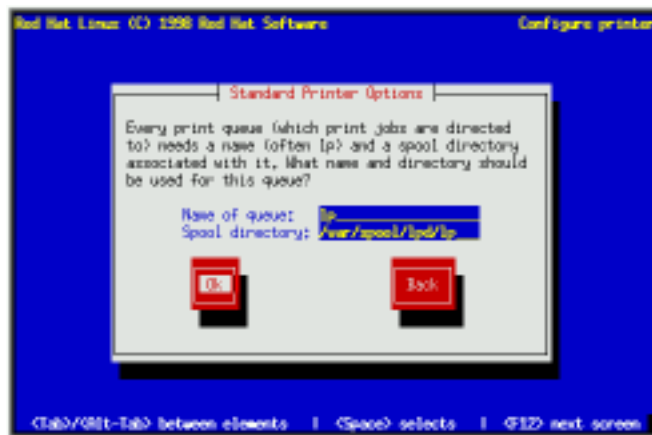 Red Hat Linux (C) 1998 Red Hat Software Configure printer
Standard Printer Options
Every print queue (which print jobs are directed
to) needs a name (often lp) and a spool directory
associated with it. What name and directory should
be used for this queue?
Name of queue: lp
Spool directory: /var/spool/lpd/lp
Ok Back
<Tab>/<Alt-Tab> between elements | <Space> selects | <F12> next screen